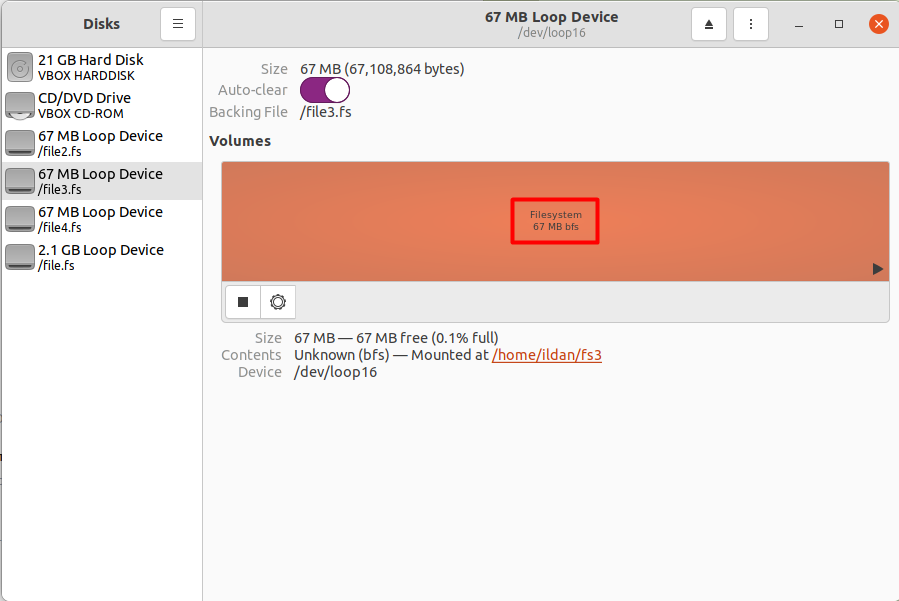 Disks
67 MB Loop Device
/dev/loop16
21 GB Hard Disk
VBOX HARDDISK
CD/DVD Drive
VBOX CD-ROM
67 MB Loop Device
/file2.fs
67 MB Loop Device
/file3.fs
67 MB Loop Device
/file4.fs
2.1 GB Loop Device
/file.fs
Size 67 MB (67,108,864 bytes)
Auto-clear
Backing File /file3.fs
Volumes
Filesystem
67 MB bfs
Size 67 MB — 67 MB free (0.1% full)
Contents Unknown (bfs) — Mounted at /home/ildan/fs3
Device /dev/loop16